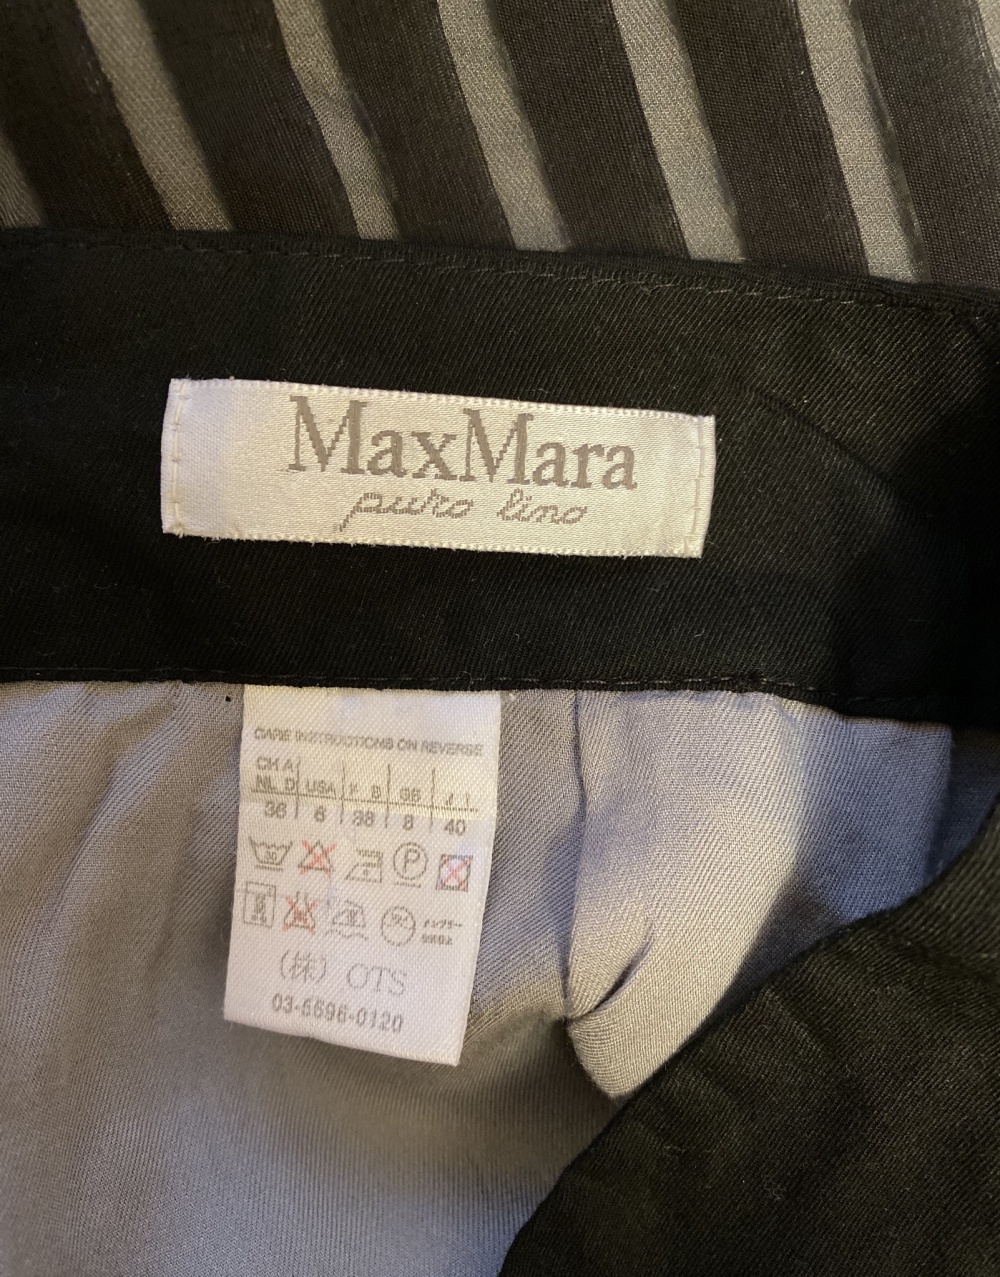 MaxMara
puro lino
CARE INSTRUCTIONS ON REVERSE
CH A
NL D USA F B GB J I
36 6 38 8 40
30 P
(株) OTS
03-5696-0120